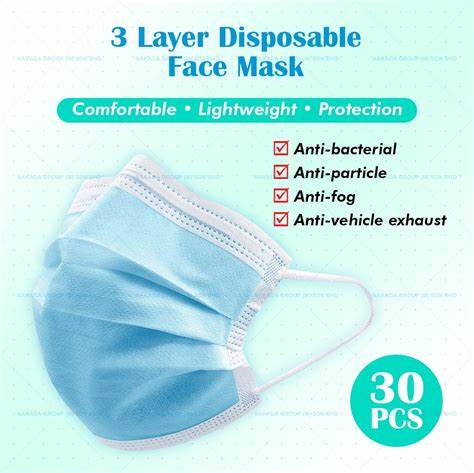 3 Layer Disposable
Face Mask
Comfortable • Lightweight • Protection
Anti-bacterial
Anti-particle
Anti-fog
Anti-vehicle exhaust
30
PCS